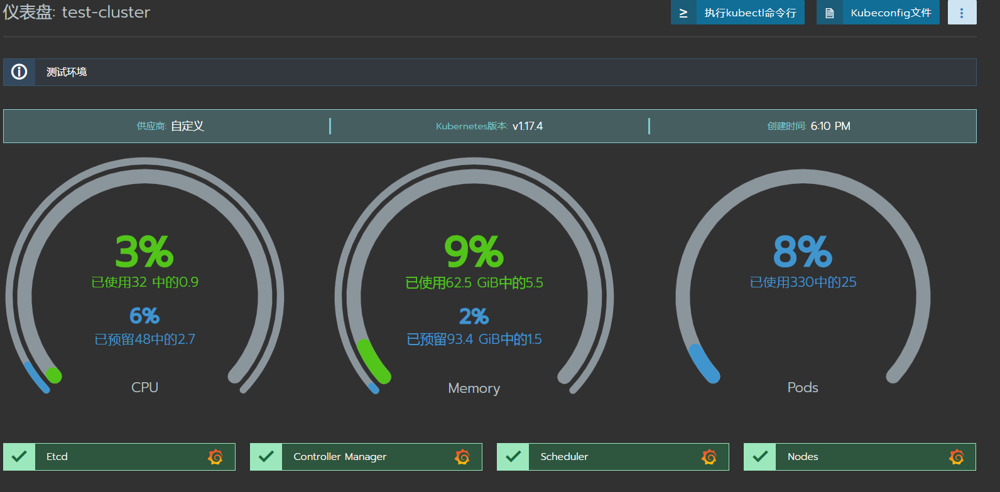 仪表盘: test-cluster
执行kubectl命令行
Kubeconfig文件
测试环境
供应商: 自定义
Kubernetes版本: v1.17.4
创建时间: 6:10 PM
3%
已使用32 中的0.9
6%
已预留48中的2.7
CPU
9%
已使用62.5 GiB中的5.5
2%
已预留93.4 GiB中的1.5
Memory
8%
已使用330中的25
Pods
Etcd
Controller Manager
Scheduler
Nodes